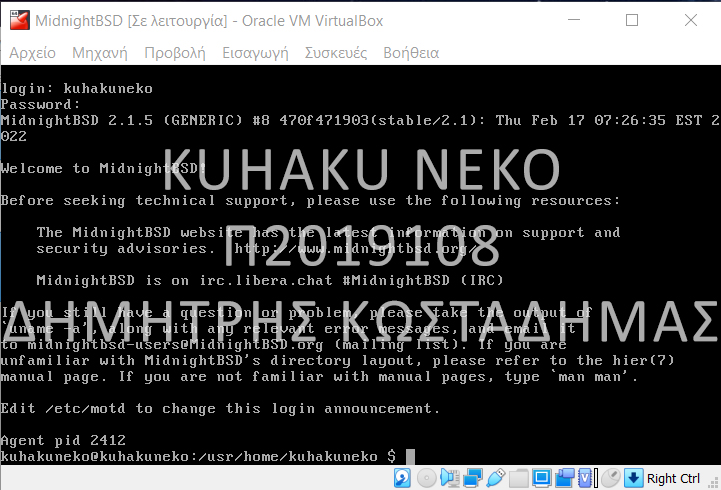 MidnightBSD [Σε λειτουργία] - Oracle VM VirtualBox
Αρχείο Μηχανή Προβολή Εισαγωγή Συσκευές Βοήθεια
login: kuhakuneko
Password:
MidnightBSD 2.1.5 (GENERIC) #8 470f471903(stable/2.1): Thu Feb 17 07:26:35 EST 2
022
Welcome to MidnightBSD!
KUHAKU NEKO
Before seeking technical support, please use the following resources:
The MidnightBSD website has the latest information on support and
Π2019108
security advisories. http://www.midnightbsd.org/
MidnightBSD is on irc.libera.chat #MidnightBSD (IRC)
If you still have a question or problem, please take the output of
ΔΗΜΗΤΡΗΣ ΚΩΣΤΑΔΗΜΑΣ
`uname -a', along with any relevant error messages, and email it
to midnightbsd-users@MidnightBSD.org (mailing list). If you are
unfamiliar with MidnightBSD's directory layout, please refer to the hier(7)
manual page. If you are not familiar with manual pages, type `man man'.
Edit /etc/motd to change this login announcement.
Agent pid 2412
kuhakuneko@kuhakuneko:/usr/home/kuhakuneko $
Right Ctrl